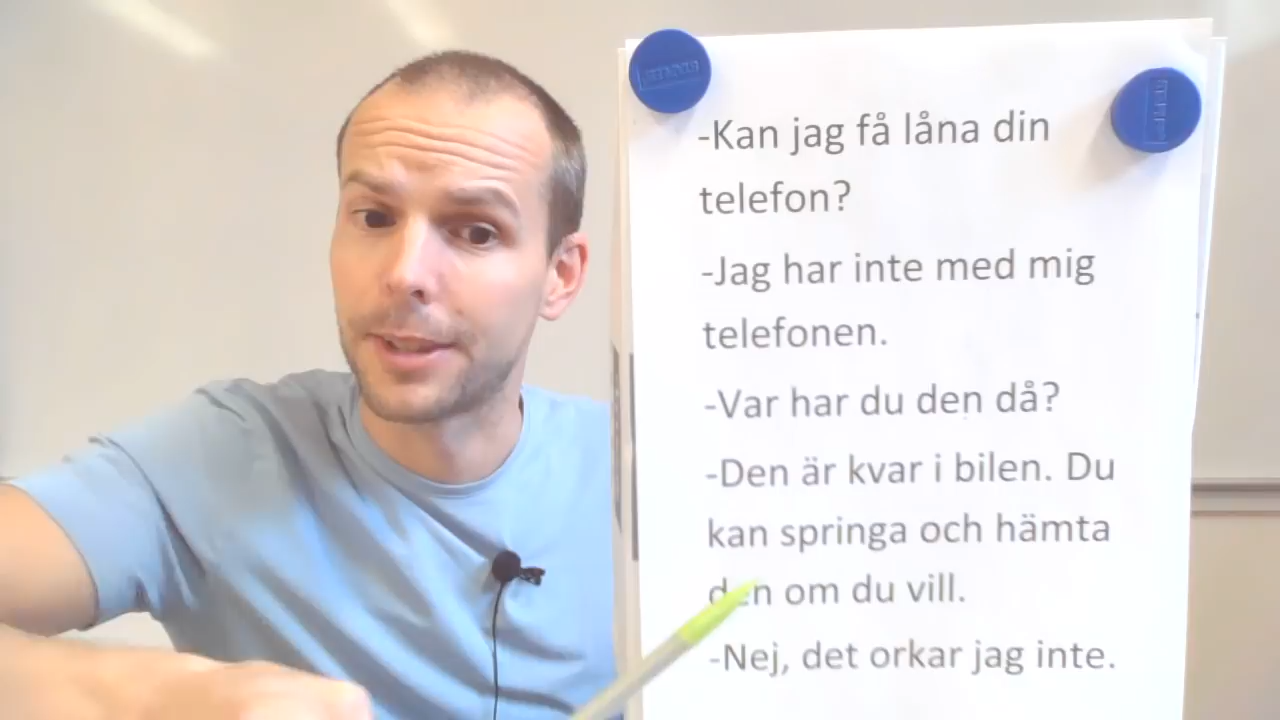 -Kan jag få låna din
telefon?
-Jag har inte med mig
telefonen.
-Var har du den då?
-Den är kvar i bilen. Du
kan springa och hämta
den om du vill.
-Nej, det orkar jag inte.